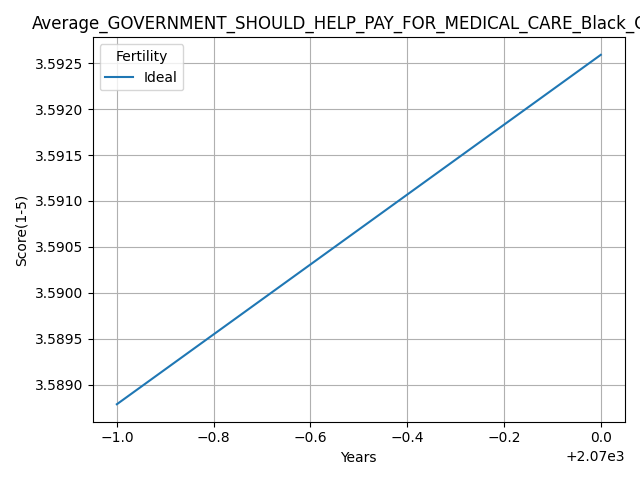 Average_GOVERNMENT_SHOULD_HELP_PAY_FOR_MEDICAL_CARE_Black_
Fertility
Ideal
3.5925
3.5920
3.5915
3.5910
3.5905
3.5900
3.5895
3.5890
Score(1-5)
−1.0 −0.8 −0.6 −0.4 −0.2 0.0
+2.07e3
Years